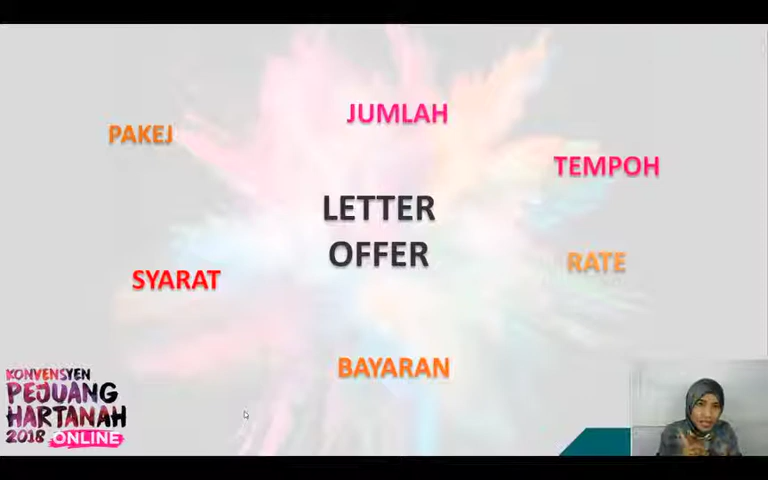 JUMLAH
PAKEJ
TEMPOH
LETTER
OFFER
RATE
SYARAT
BAYARAN
KONVENSYEN
PEJUANG
HARTANAH
2018 ONLINE